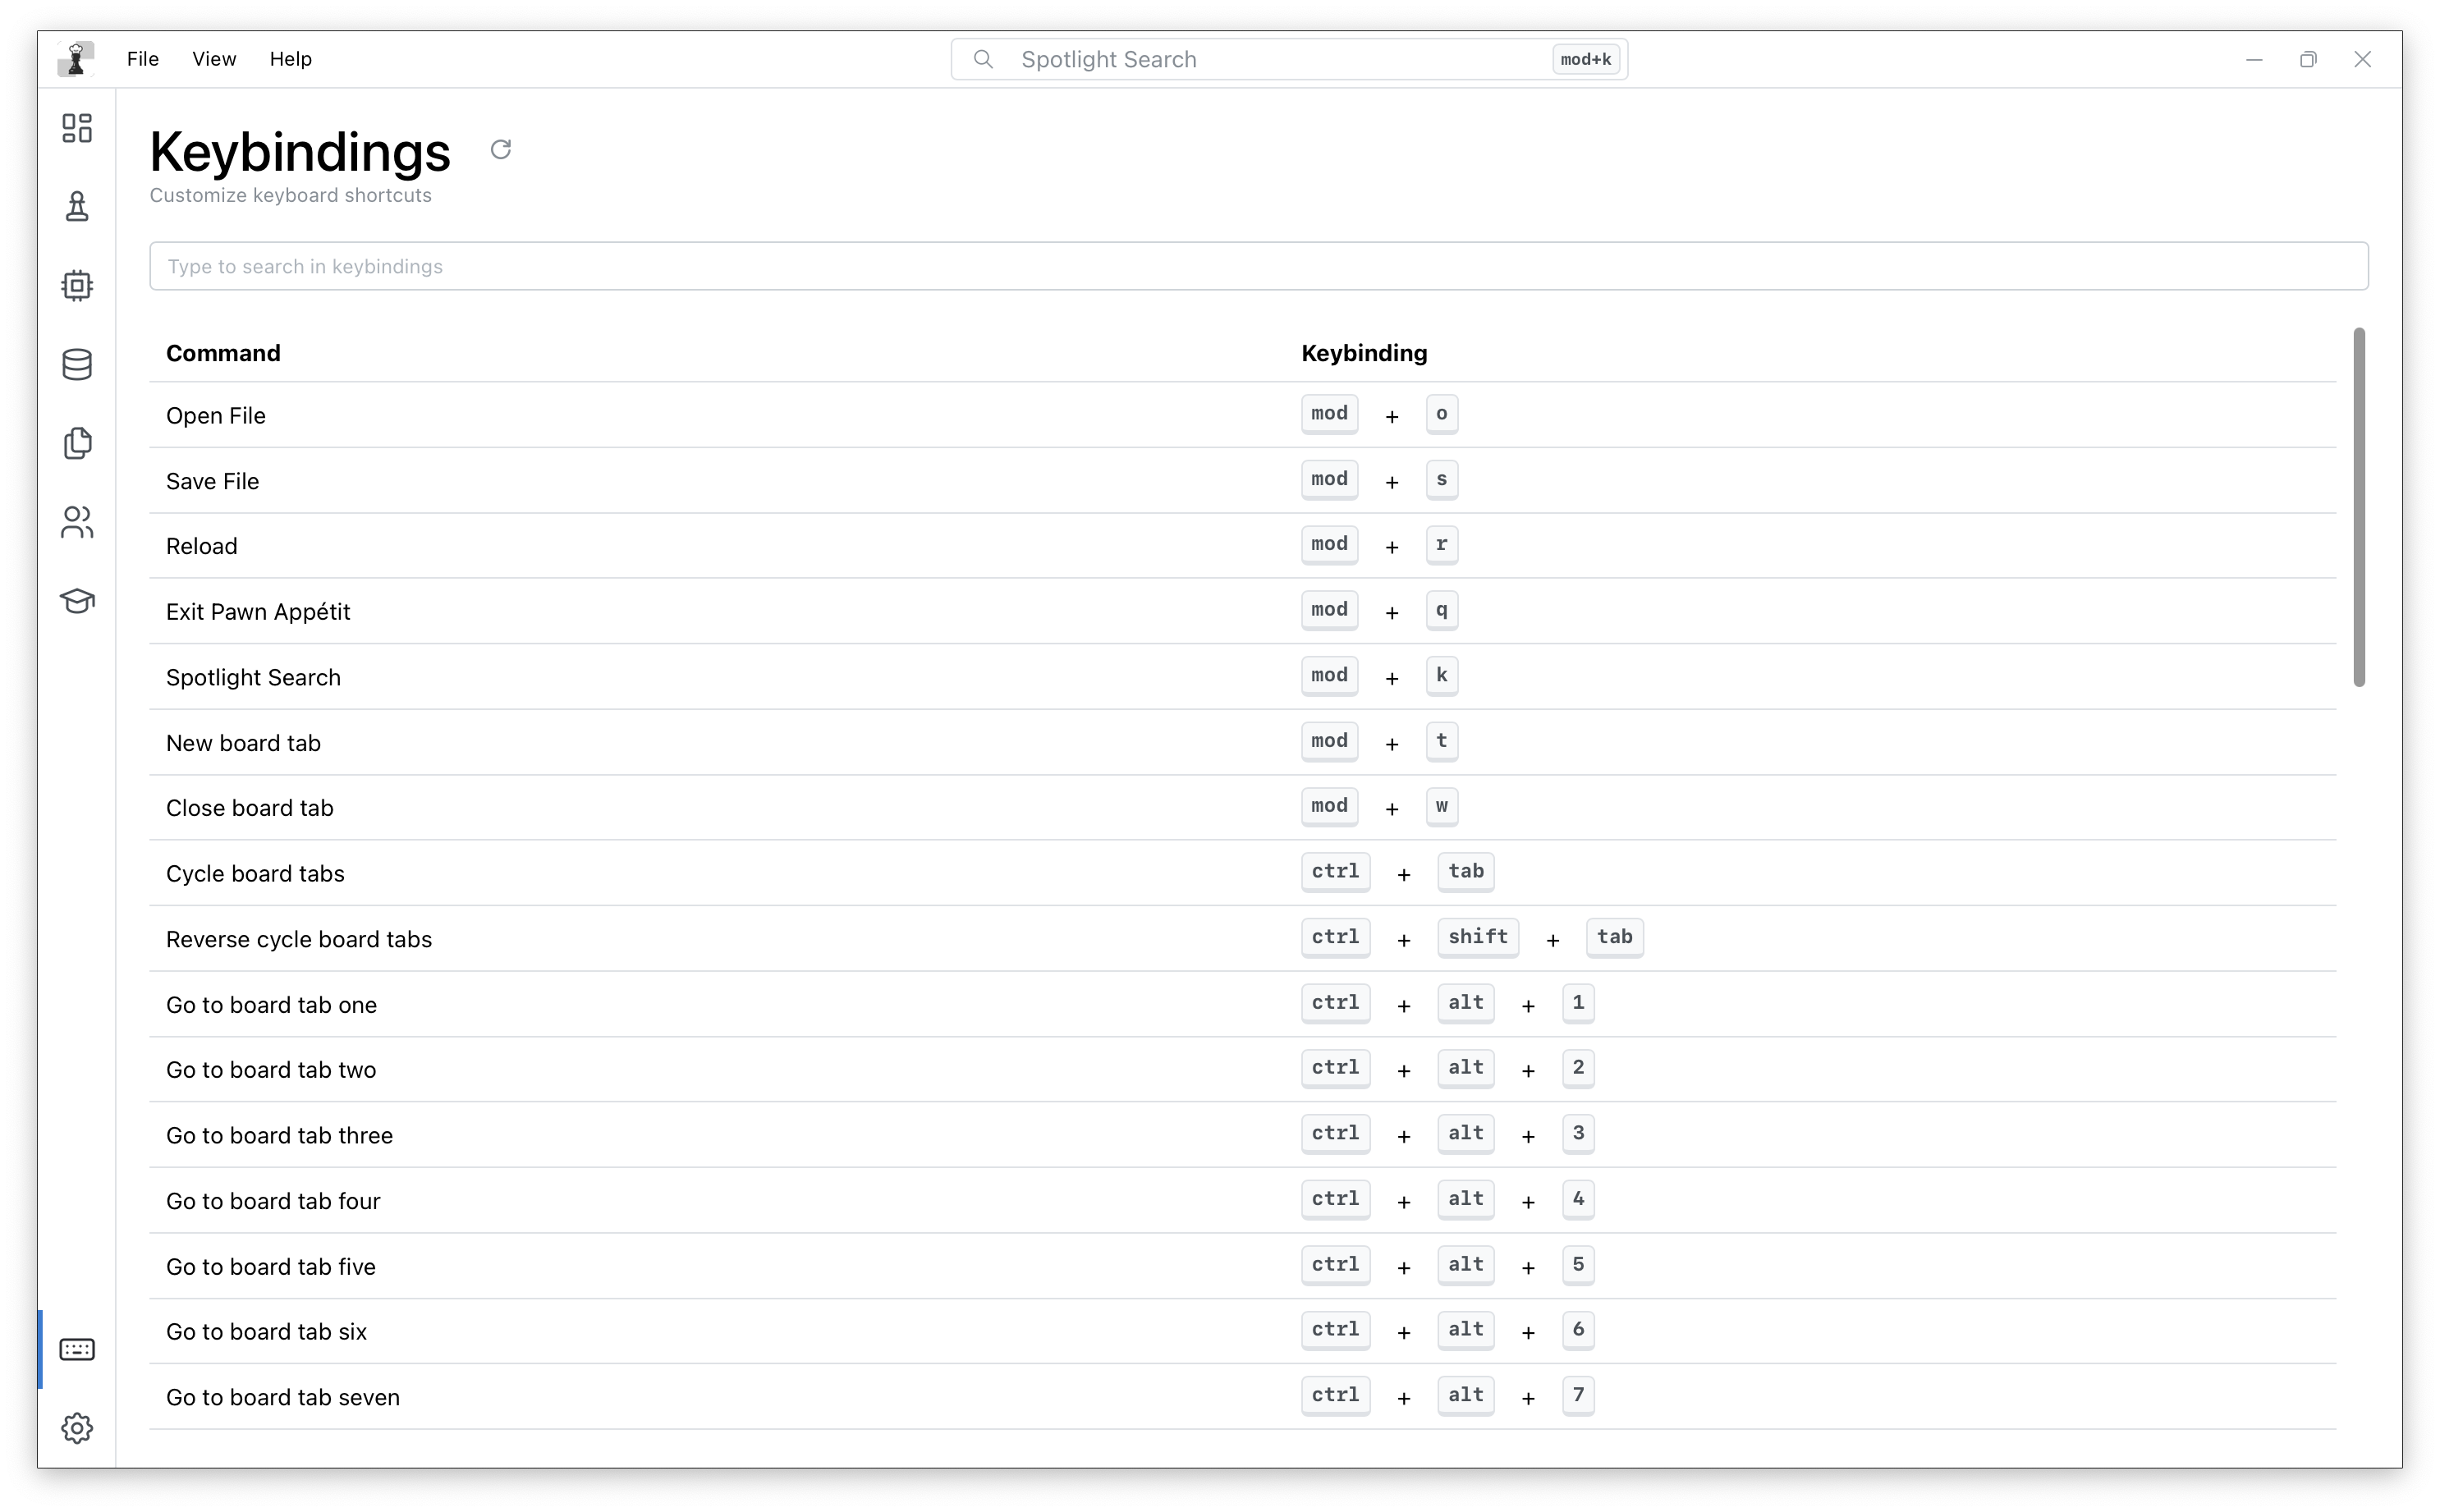 File View Help Spotlight Search mod+k
Keybindings
Customize keyboard shortcuts
Type to search in keybindings
Command Keybinding
Open File mod + o
Save File mod + s
Reload mod + r
Exit Pawn Appétit mod + q
Spotlight Search mod + k
New board tab mod + t
Close board tab mod + w
Cycle board tabs ctrl + tab
Reverse cycle board tabs ctrl + shift + tab
Go to board tab one ctrl + alt + 1
Go to board tab two ctrl + alt + 2
Go to board tab three ctrl + alt + 3
Go to board tab four ctrl + alt + 4
Go to board tab five ctrl + alt + 5
Go to board tab six ctrl + alt + 6
Go to board tab seven ctrl + alt + 7